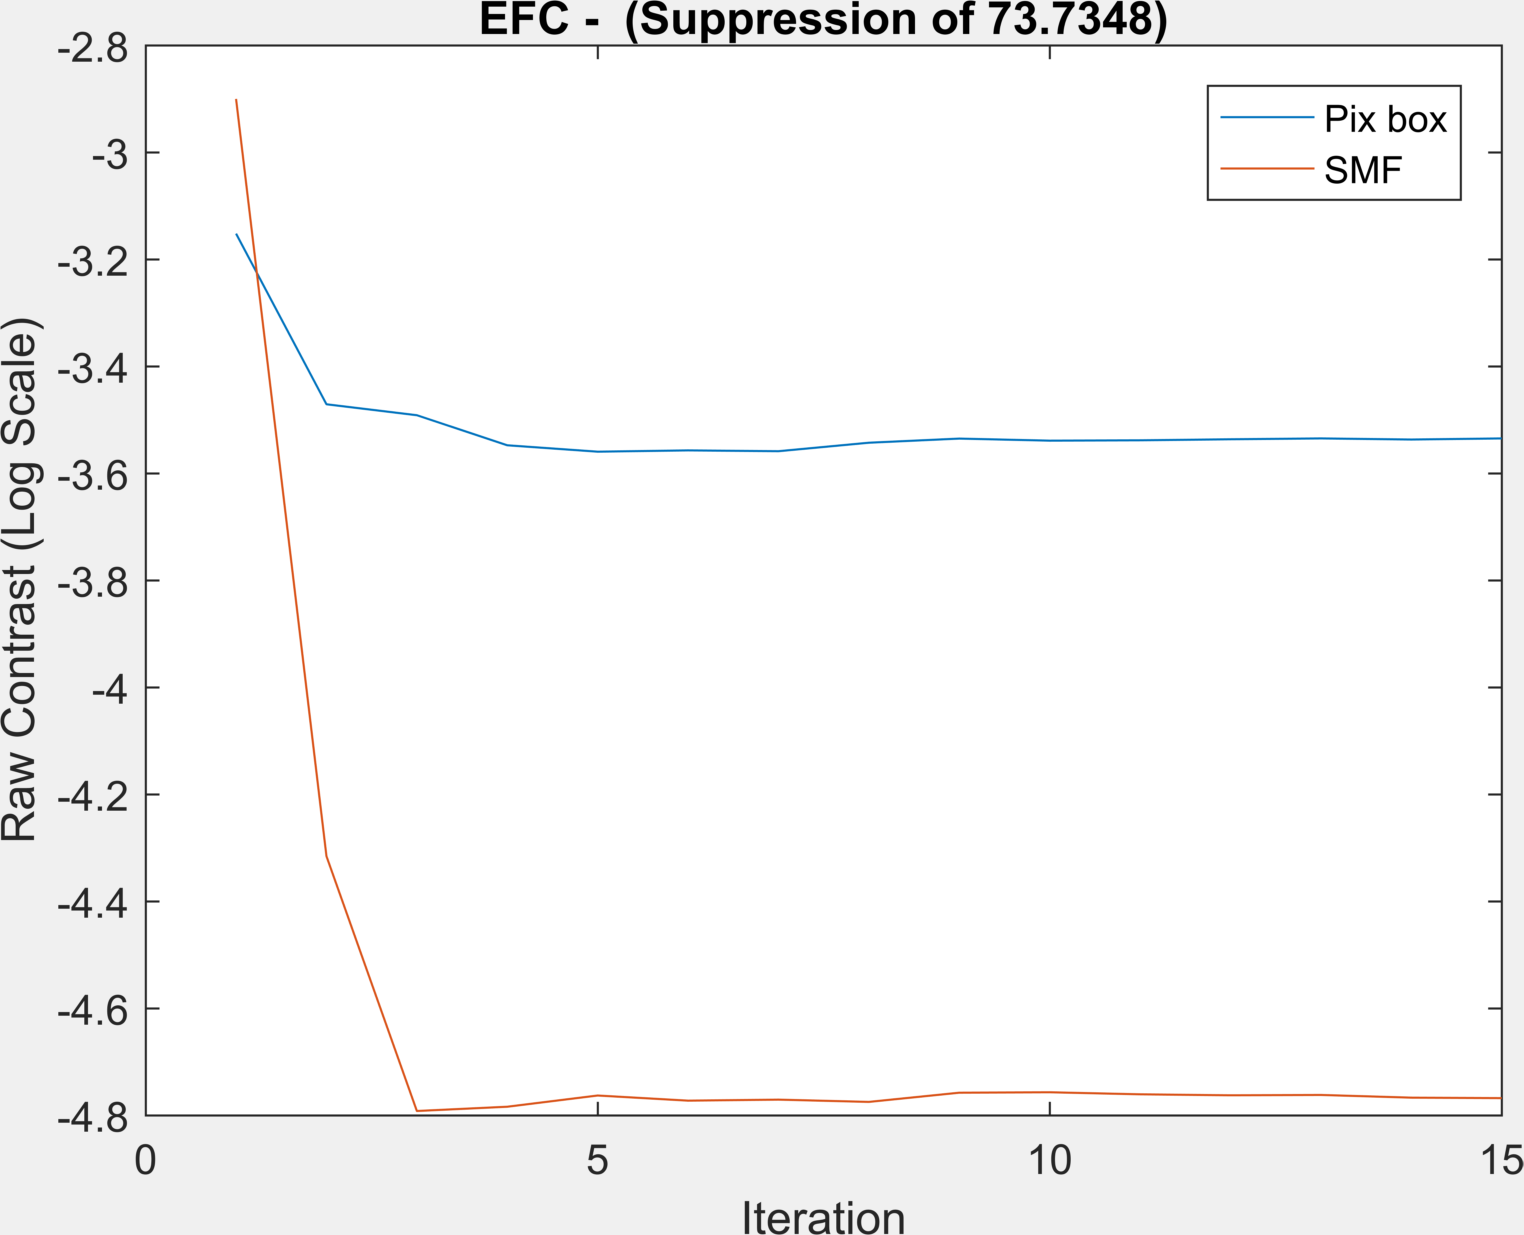 EFC -  (Suppression of 73.7348)
-2.8
-3
-3.2
-3.4
-3.6
-3.8
-4
-4.2
-4.4
-4.6
-4.8
Raw Contrast (Log Scale)
Pix box
SMF
0 5 10 15
Iteration